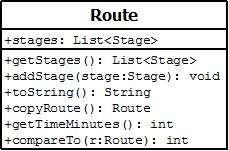 Route
+stages: List<Stage>
+getStages(): List<Stage>
+addStage(stage:Stage): void
+toString(): String
+copyRoute(): Route
+getTimeMinutes(): int
+compareTo(r:Route): int